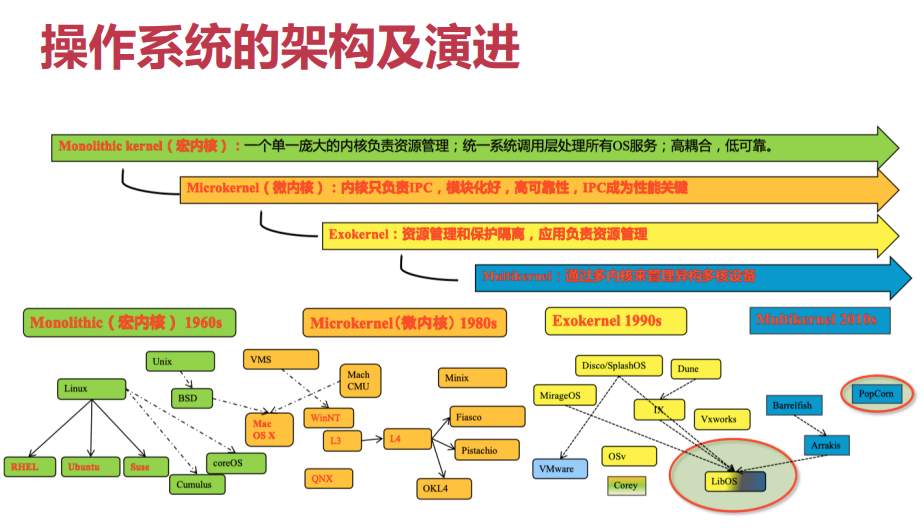 操作系统的架构及演进
Monolithic kernel（宏内核）：一个单一庞大的内核负责资源管理；统一系统调用层处理所有OS服务；高耦合，低可靠。
Microkernel（微内核）：内核只负责IPC，模块化好，高可靠性，IPC成为性能关键
Exokernel：资源管理和保护隔离，应用负责资源管理
Multikernel：通过多内核来管理异构多核设备
Monolithic（宏内核）1960s
Microkernel(微内核) 1980s
Exokernel 1990s
Multikernel 2010s
Unix
Linux
BSD
RHEL
Ubuntu
Suse
coreOS
Cumulus
VMS
Mach
CMU
Mac
OS X
WinNT
L3
L4
QNX
Minix
Fiasco
Pistachio
OKL4
Disco/SplashOS
Dune
MirageOS
IX
Vxworks
VMware
OSv
Corey
LibOS
Barrelfish
Arrakis
PopCorn